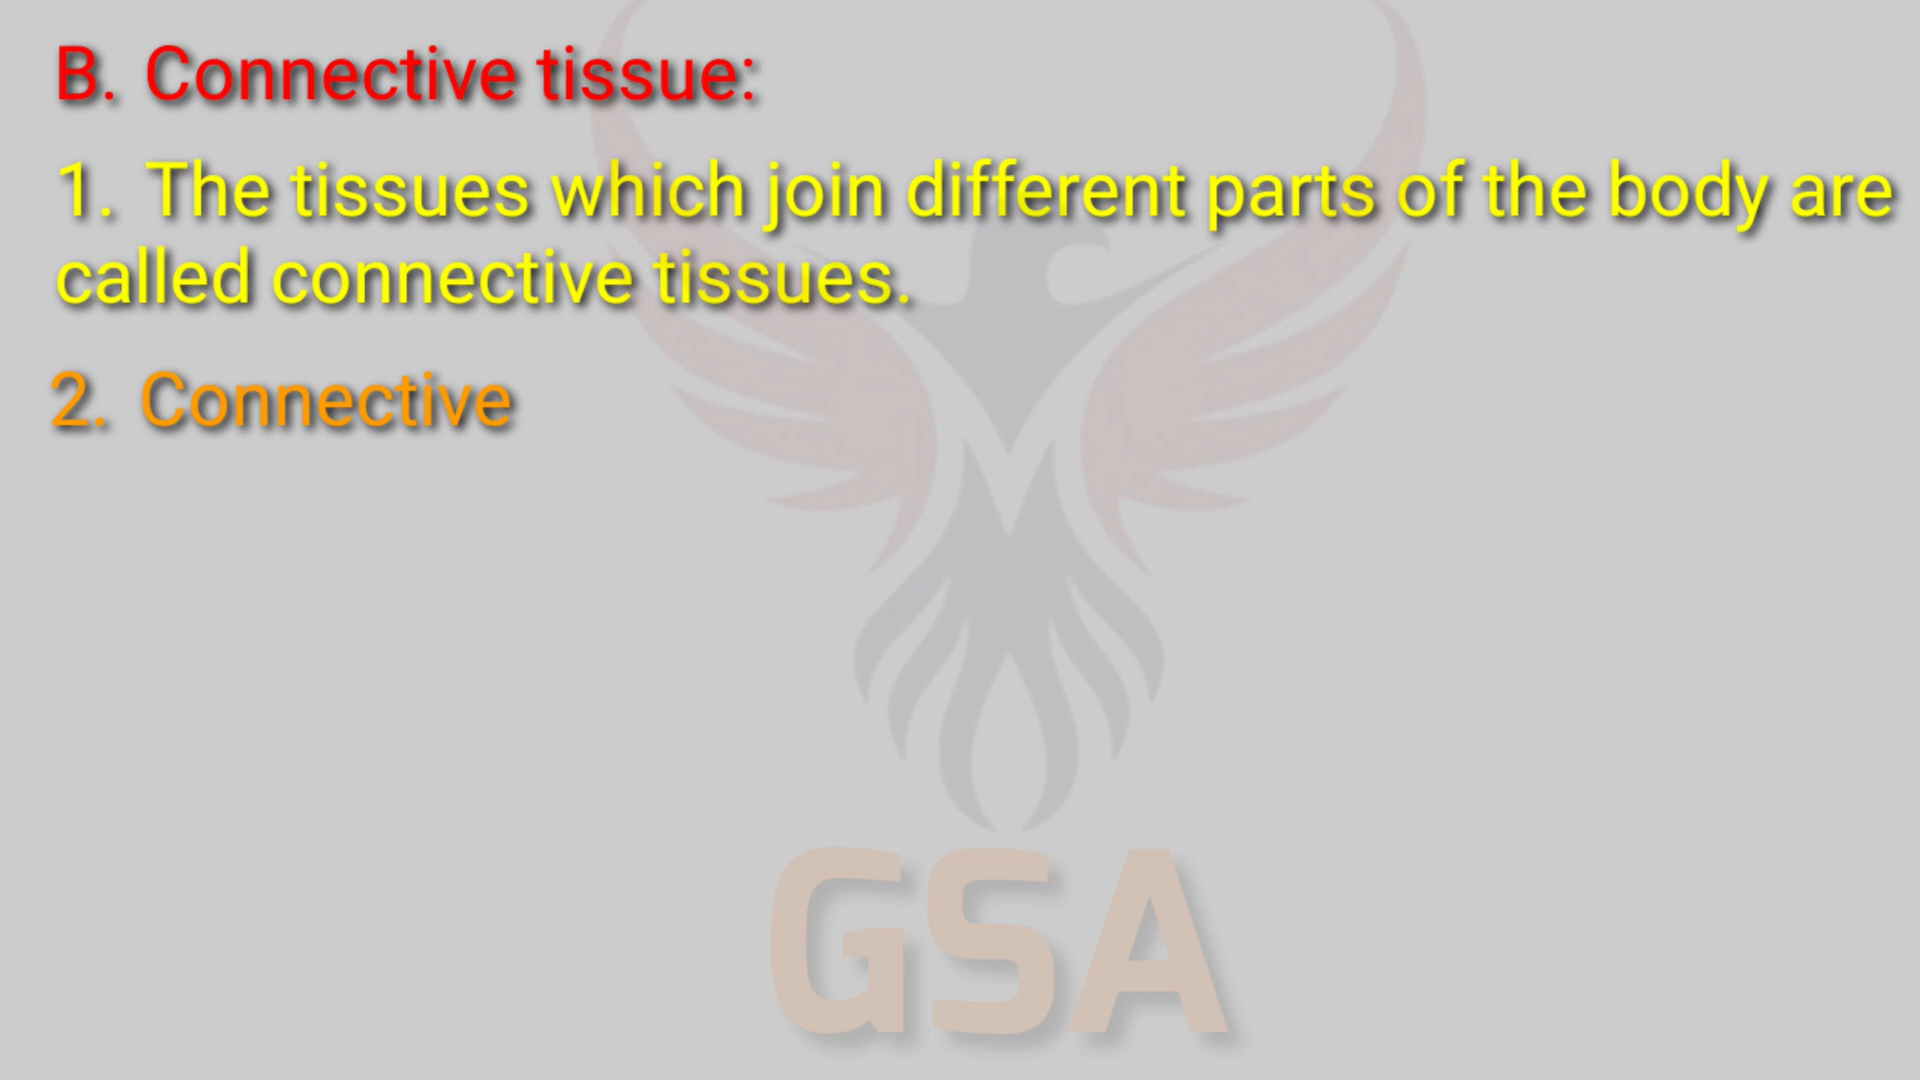 B. Connective tissue:
1. The tissues which join different parts of the body are
called connective tissues.
2. Connective
GSA